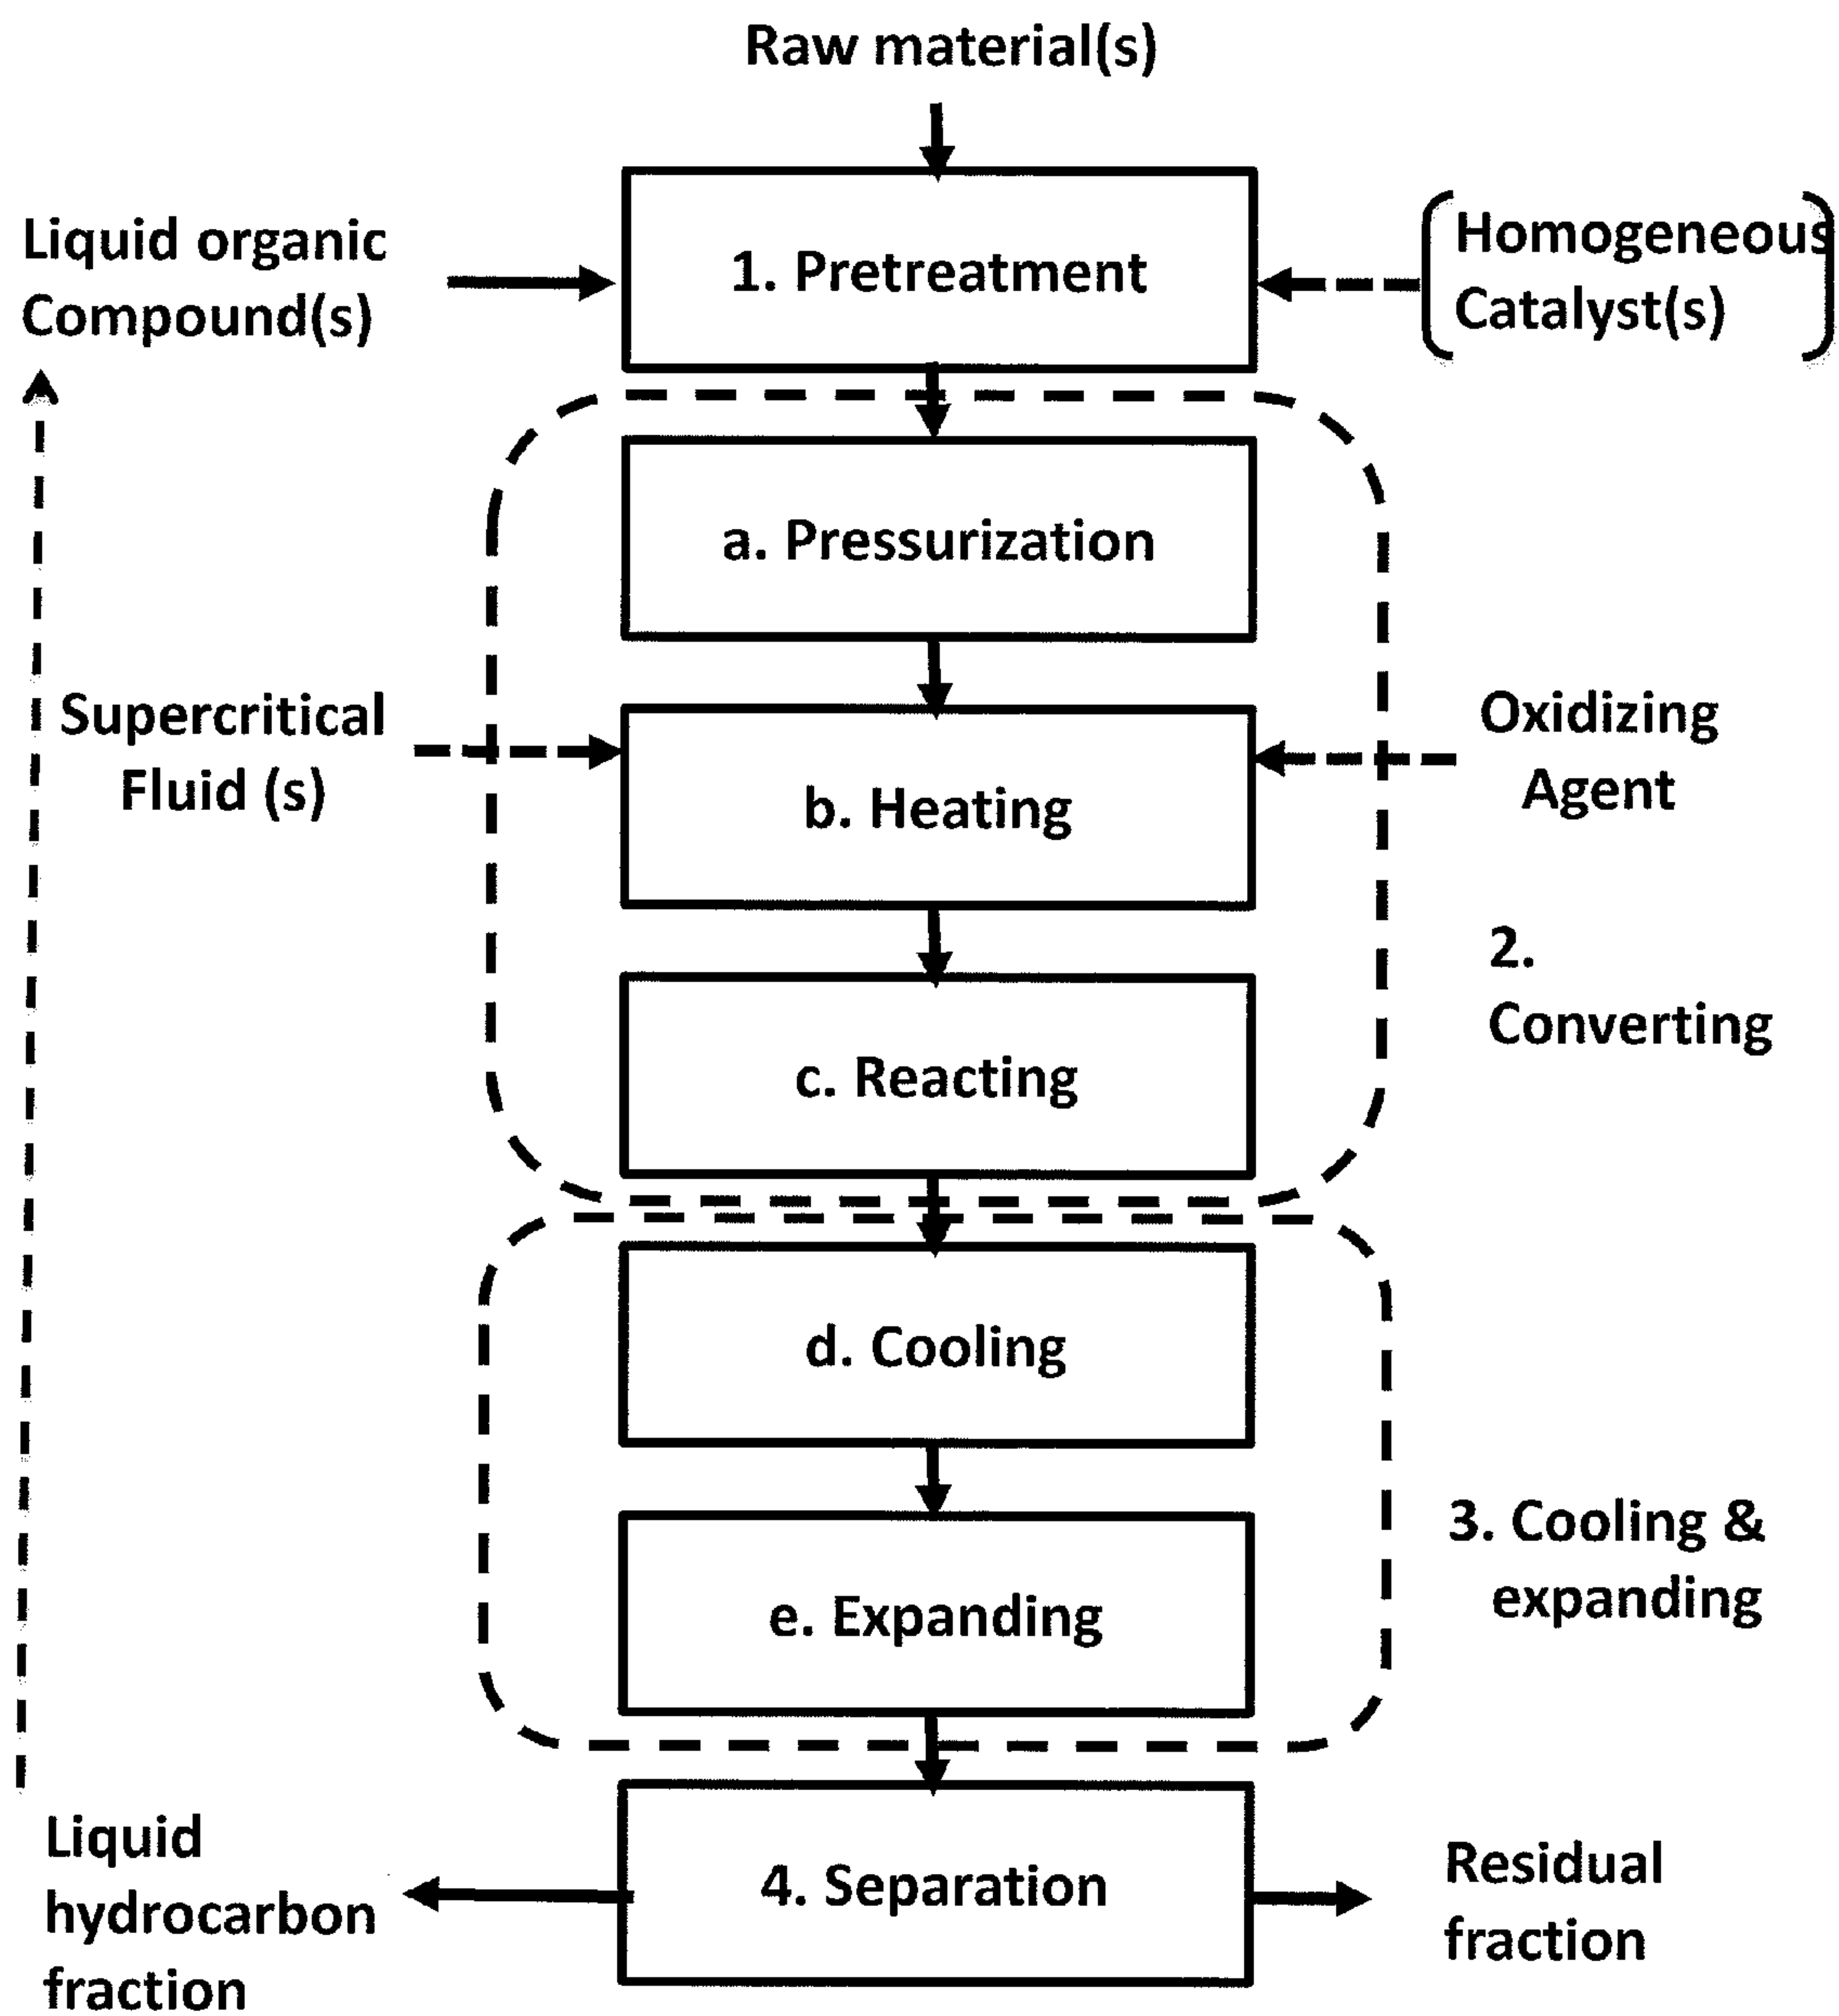 Raw material(s)
Liquid organic
Compound(s)
1. Pretreatment
Homogeneous
Catalyst(s)
a. Pressurization
Supercritical
Fluid (s)
b. Heating
Oxidizing
Agent
c. Reacting
2.
Converting
d. Cooling
e. Expanding
3. Cooling &
expanding
Liquid
hydrocarbon
fraction
4. Separation
Residual
fraction